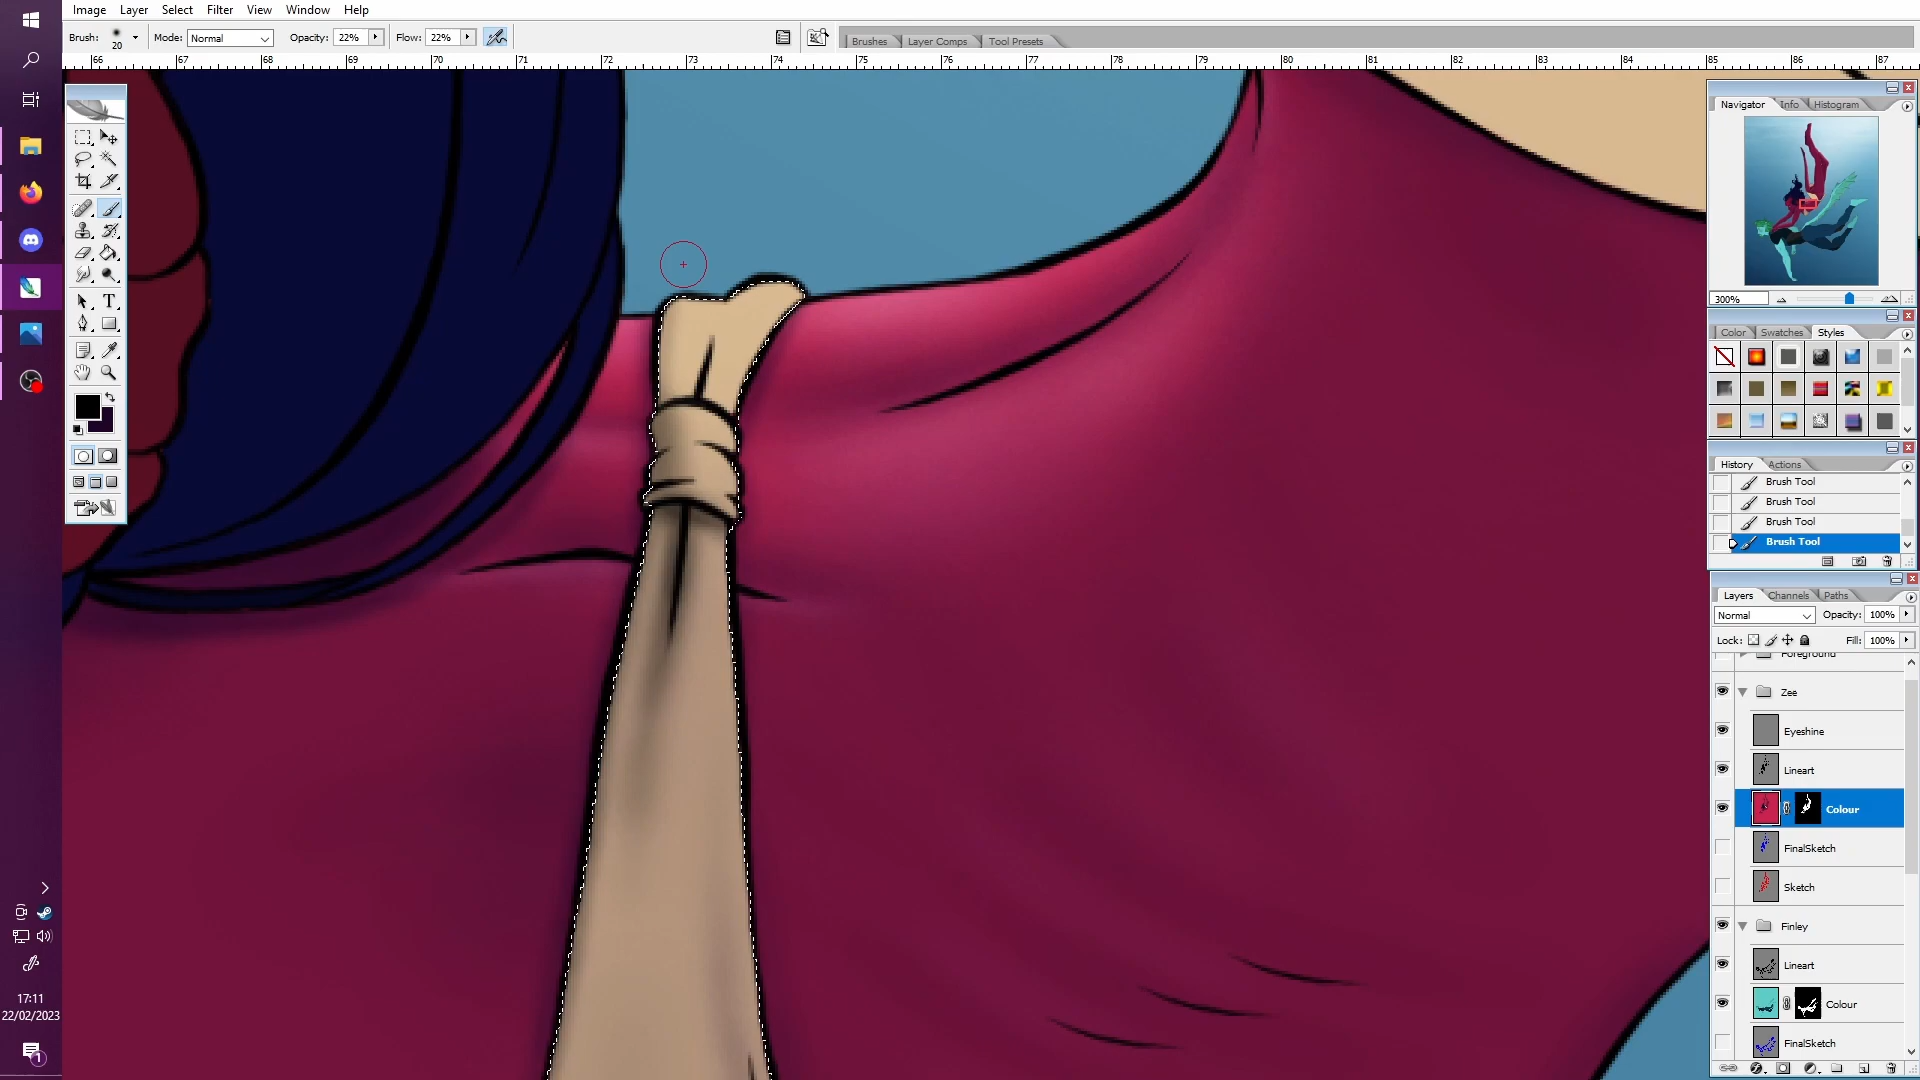 Image Layer Select Filter View Window Help
Brush: 20 Mode: Normal Opacity: 22% Flow: 22% Brushes Layer Comps Tool Presets
66 67 68 69 70 71 72 73 74 75 76 77 78 79 80 81 82 83 84 85 86 87
Navigator Info Histogram
300%
Color Swatches Styles
History Actions
Brush Tool
Brush Tool
Brush Tool
Brush Tool
Layers Channels Paths
Normal Opacity: 100%
Lock: Fill: 100%
Foreground
Zee
Eyeshine
Lineart
Colour
FinalSketch
Sketch
Finley
Lineart
Colour
FinalSketch
T
17:11
22/02/2023
1